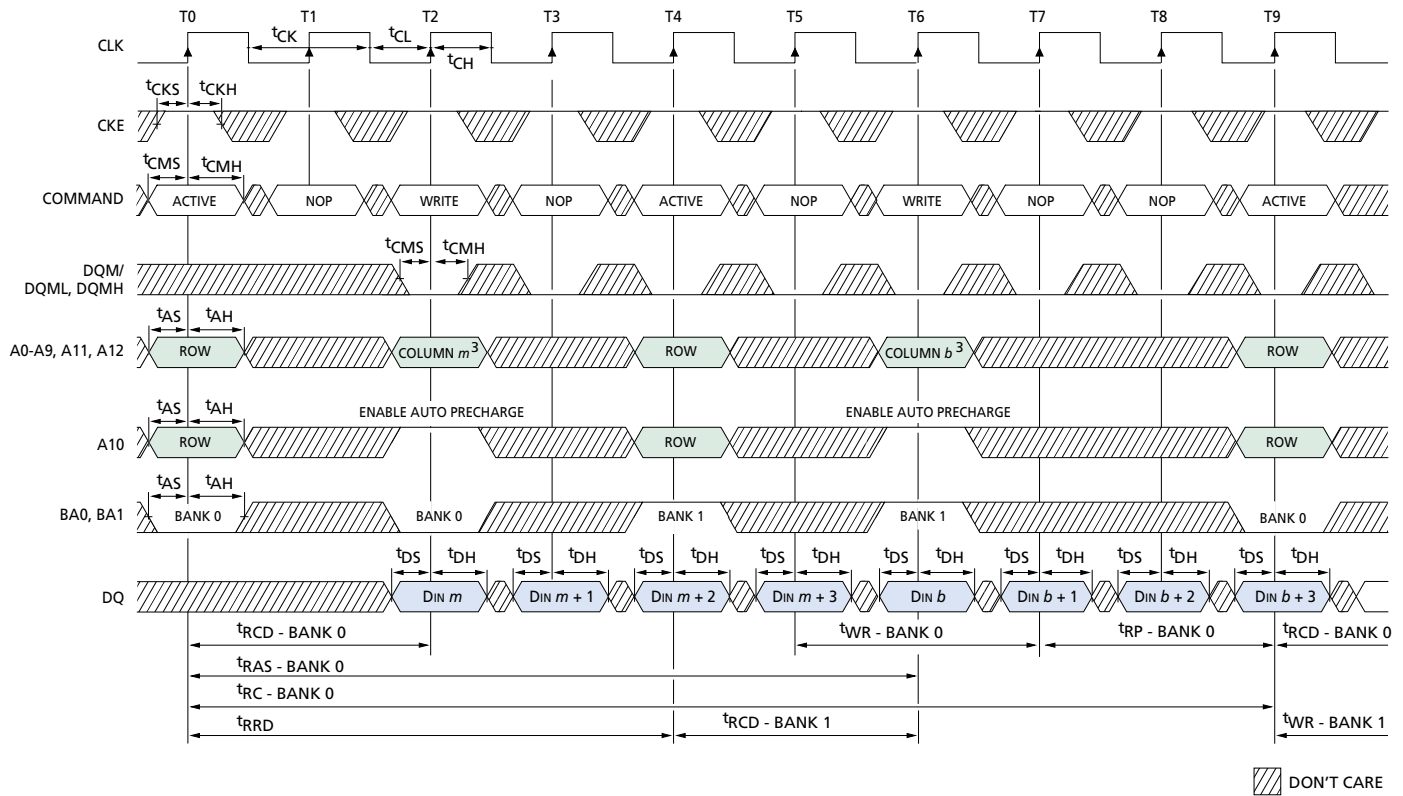 T0 T1 T2 T3 T4 T5 T6 T7 T8 T9
CLK
tCK tCL
tCH
tCKS tCKH
CKE
tCMS tCMH
COMMAND ACTIVE NOP WRITE NOP ACTIVE NOP WRITE NOP NOP ACTIVE
tCMS tCMH
DQM/
DQML, DQMH
tAS tAH
A0-A9, A11, A12 ROW COLUMN m3 ROW COLUMN b3 ROW
tAS tAH
ENABLE AUTO PRECHARGE ENABLE AUTO PRECHARGE
A10 ROW ROW ROW
tAS tAH
BA0, BA1 BANK 0 BANK 0 BANK 1 BANK 1 BANK 0
tDS tDH tDS tDH tDS tDH tDS tDH tDS tDH tDS tDH tDS tDH tDS tDH
DQ DIN m DIN m + 1 DIN m + 2 DIN m + 3 DIN b DIN b + 1 DIN b + 2 DIN b + 3
tRCD - BANK 0 tWR - BANK 0 tRP - BANK 0 tRCD - BANK 0
tRAS - BANK 0
tRC - BANK 0
tRRD tRCD - BANK 1 tWR - BANK 1
DON'T CARE